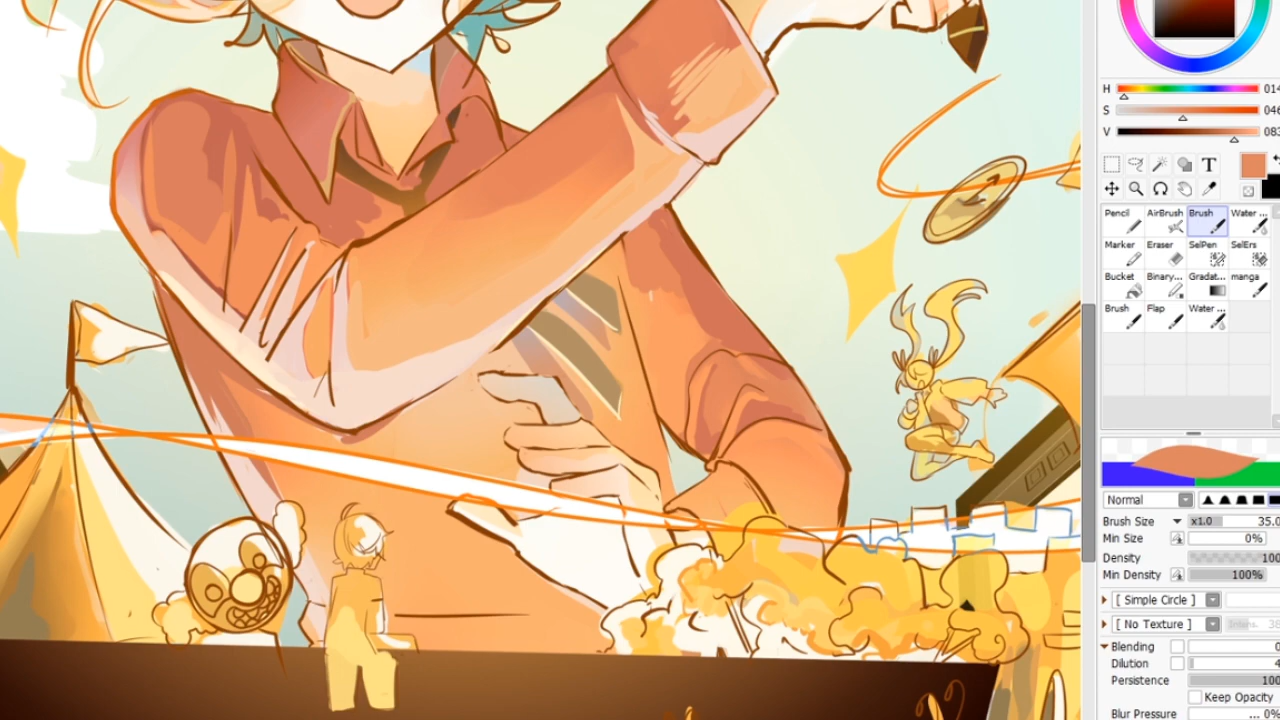 H 014
S 046
V 083
T
Pencil AirBrush Brush Water ...
Marker Eraser SelPen SelErs
Bucket Binary... Gradat... manga
Brush Flap Water ...
Normal
Brush Size x1.0 35.0
Min Size 0%
Density 100
Min Density 100%
[ Simple Circle ]
[ No Texture ] Intens. 38
Blending 0
Dilution 4
Persistence 100
Keep Opacity
Blur Pressure ... 0%